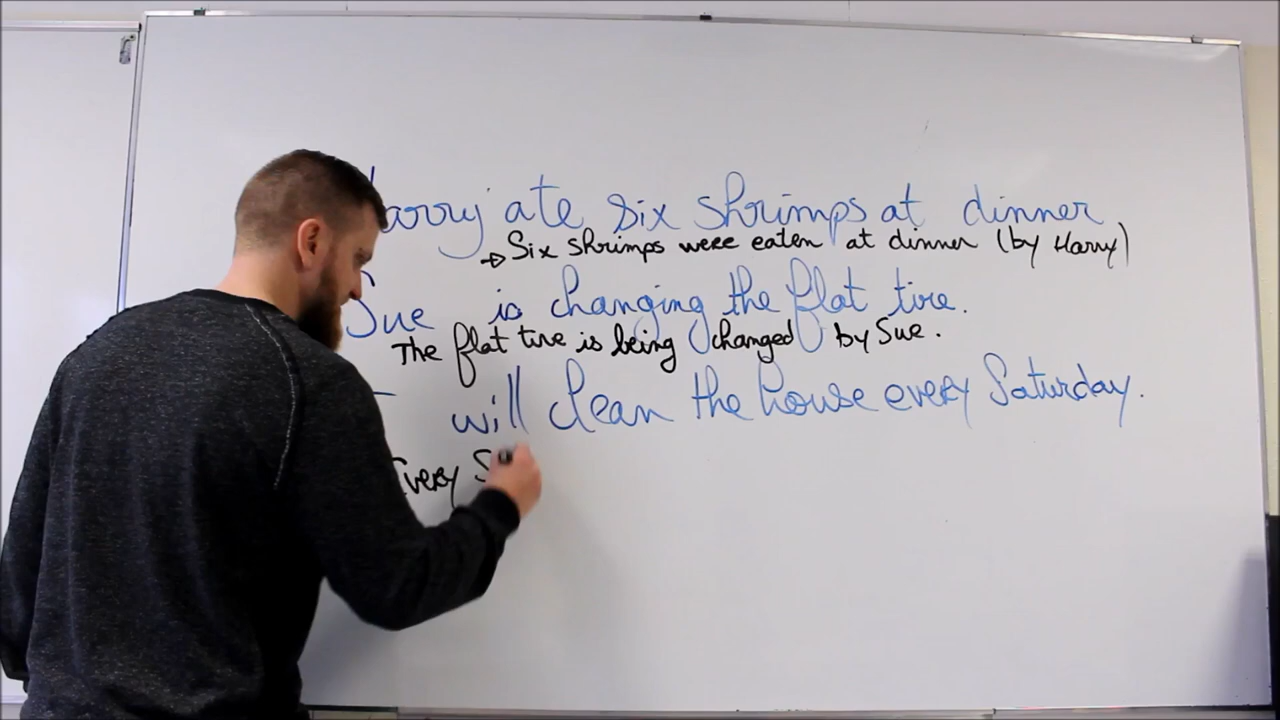 Harry ate six shrimps at dinner
→ Six shrimps were eaten at dinner (by Harry)
Sue is changing the flat tire.
The flat tire is being changed by Sue.
will clean the house every Saturday.
Every S